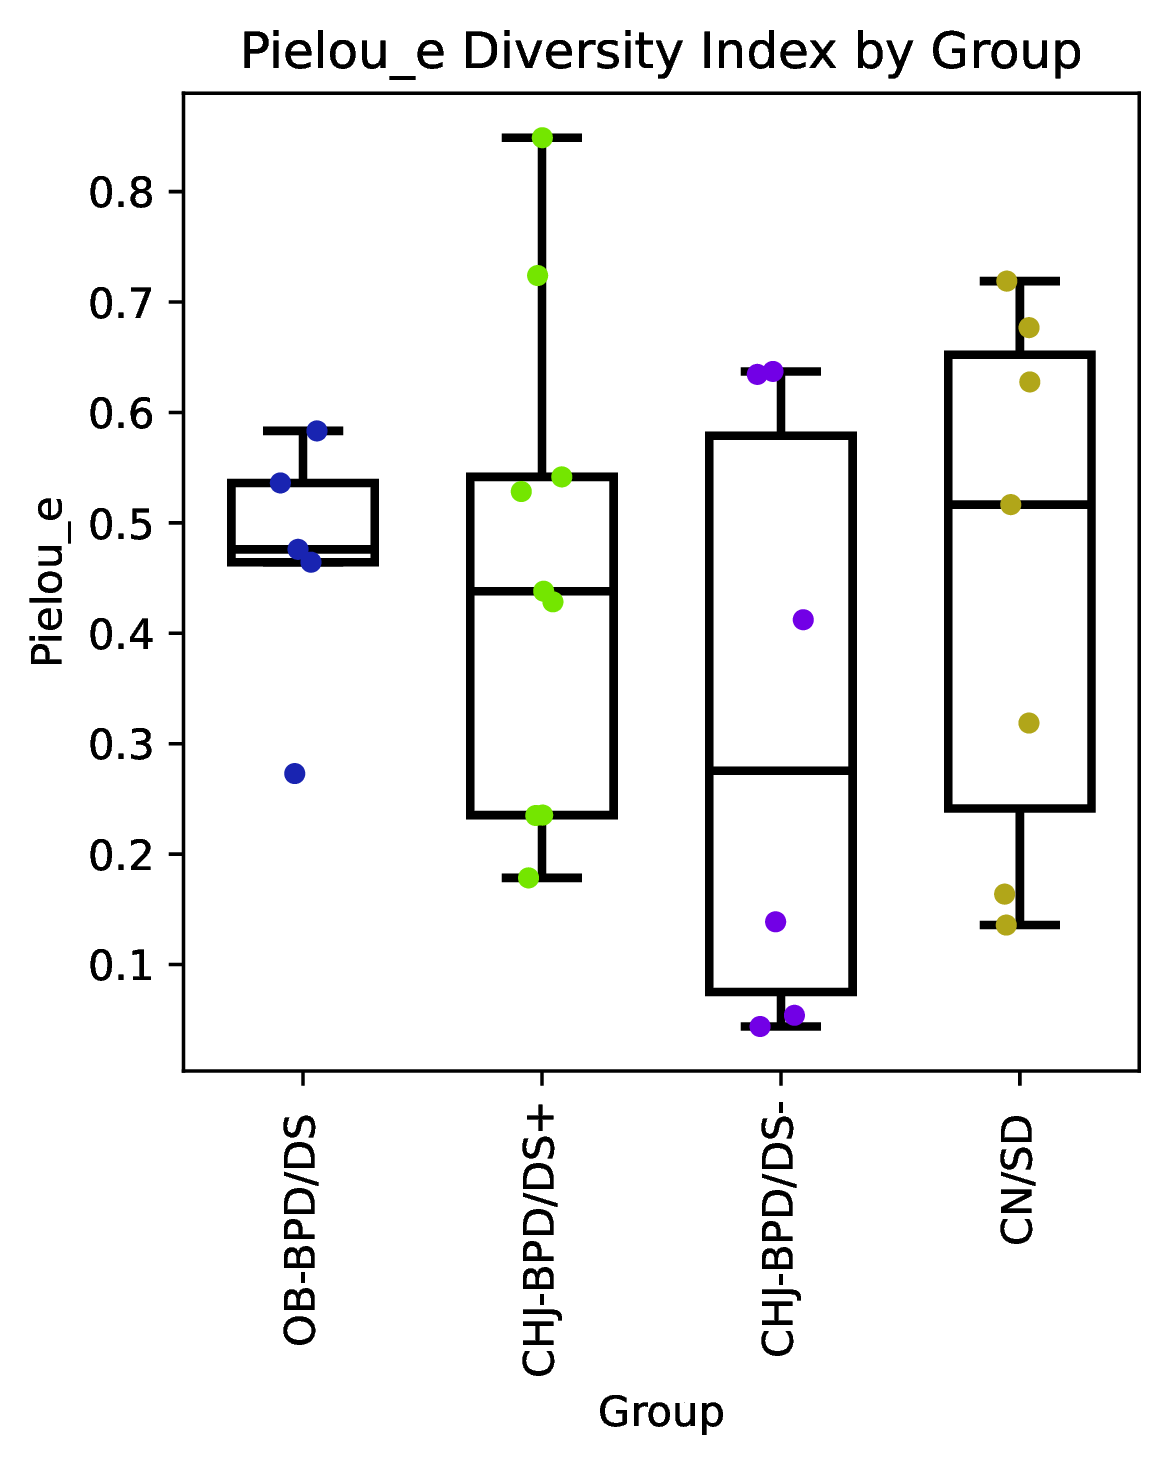 Pielou_e Diversity Index by Group
0.8
0.7
0.6
0.5
0.4
0.3
0.2
0.1
Pielou_e
OB-BPD/DS
CHJ-BPD/DS+
CHJ-BPD/DS-
CN/SD
Group